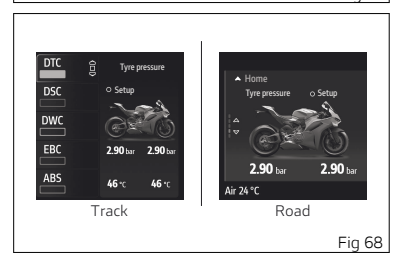 DTC
DSC
DWC
EBC
ABS
Tyre pressure
Setup
2.90 bar 2.90 bar
46 °C 46 °C
Track
Home
Tyre pressure Setup
2.90 bar 2.90 bar
Air 24 °C
Road
Fig 68